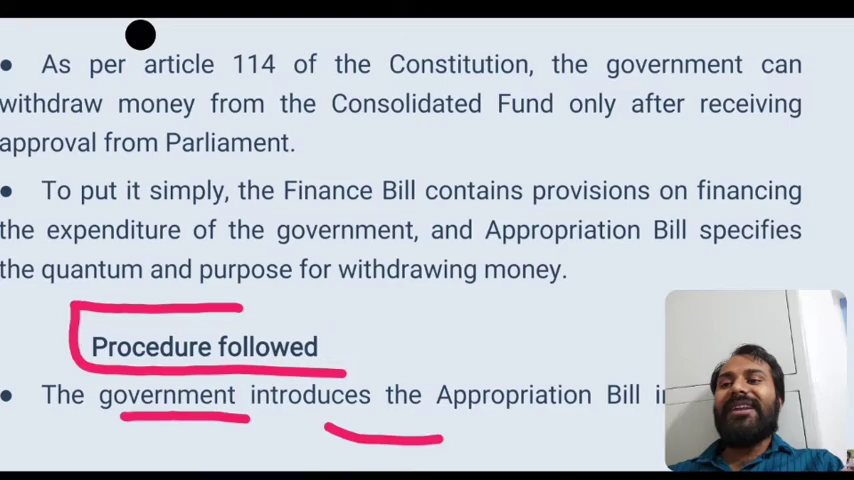 ● As per article 114 of the Constitution, the government can
withdraw money from the Consolidated Fund only after receiving
approval from Parliament.
● To put it simply, the Finance Bill contains provisions on financing
the expenditure of the government, and Appropriation Bill specifies
the quantum and purpose for withdrawing money.
Procedure followed
● The government introduces the Appropriation Bill